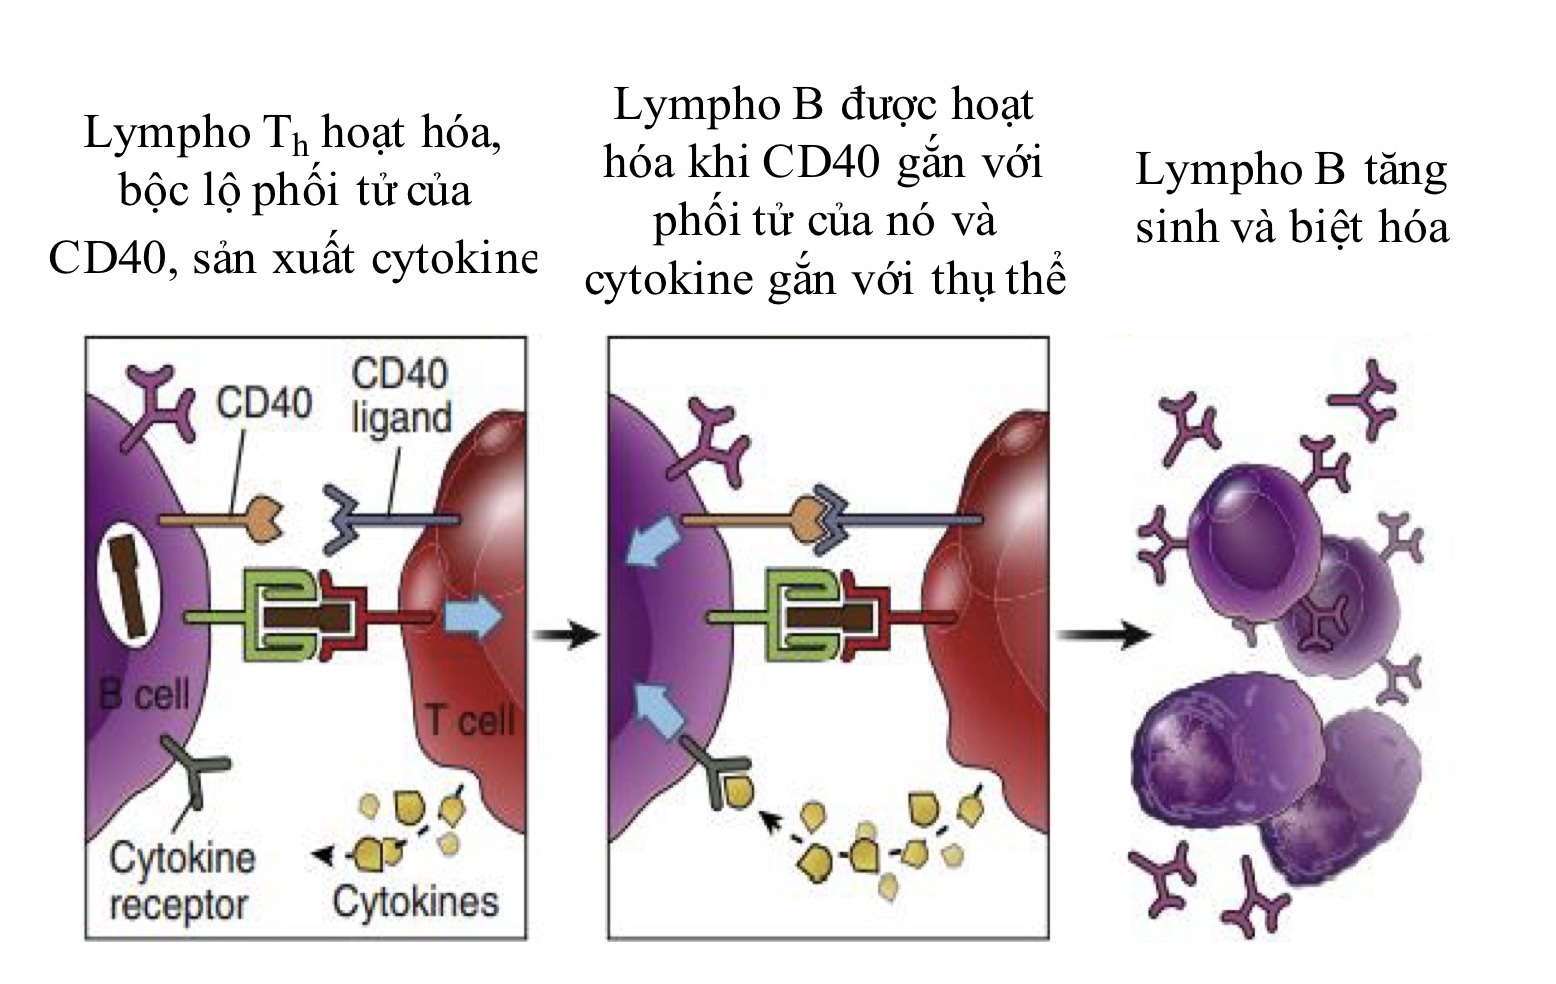 Lympho Th hoạt hóa,
bộc lộ phối tử của
CD40, sản xuất cytokine
Lympho B được hoạt
hóa khi CD40 gắn với
phối tử của nó và
cytokine gắn với thụ thể
Lympho B tăng
sinh và biệt hóa
CD40
CD40
ligand
B cell
T cell
Cytokine
receptor
Cytokines